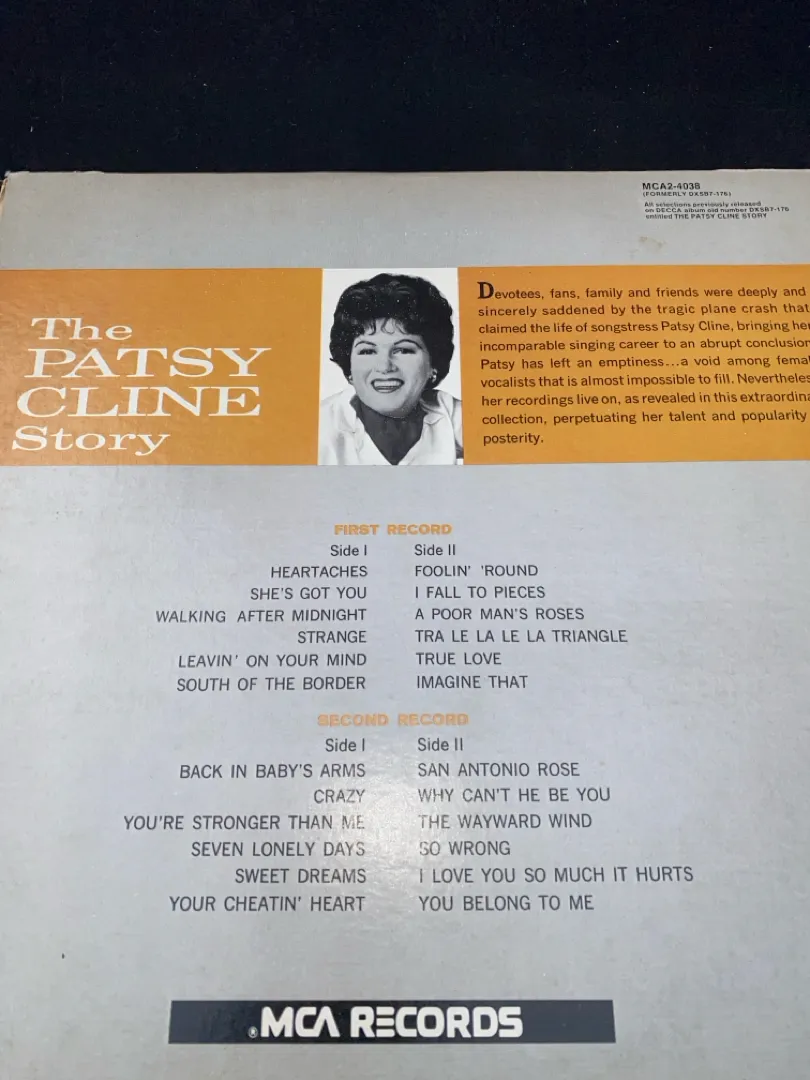 MCA2-4038
(FORMERLY DXSB7-176)
All selections previously released
on DECCA album old number DXSB7-176
entitled THE PATSY CLINE STORY
The
PATSY
CLINE
Story
Devotees, fans, family and friends were deeply and
sincerely saddened by the tragic plane crash that
claimed the life of songstress Patsy Cline, bringing her
incomparable singing career to an abrupt conclusion
Patsy has left an emptiness...a void among
vocalists that is almost impossible to fill. Nevertheles
her recordings live on, as revealed in this
collection, perpetuating her talent and popularity
posterity.
FIRST RECORD
Side I Side II
HEARTACHES FOOLIN' 'ROUND
SHE'S GOT YOU I FALL TO PIECES
WALKING AFTER MIDNIGHT A POOR MAN'S ROSES
STRANGE TRA LE LA LE LA TRIANGLE
LEAVIN' ON YOUR MIND TRUE LOVE
SOUTH OF THE BORDER IMAGINE THAT
SECOND RECORD
Side I Side II
BACK IN BABY'S ARMS SAN ANTONIO ROSE
CRAZY WHY CAN'T HE BE YOU
YOU'RE STRONGER THAN ME THE WAYWARD WIND
SEVEN LONELY DAYS SO WRONG
SWEET DREAMS I LOVE YOU SO MUCH IT HURTS
YOUR CHEATIN' HEART YOU BELONG TO ME
®MCA RECORDS